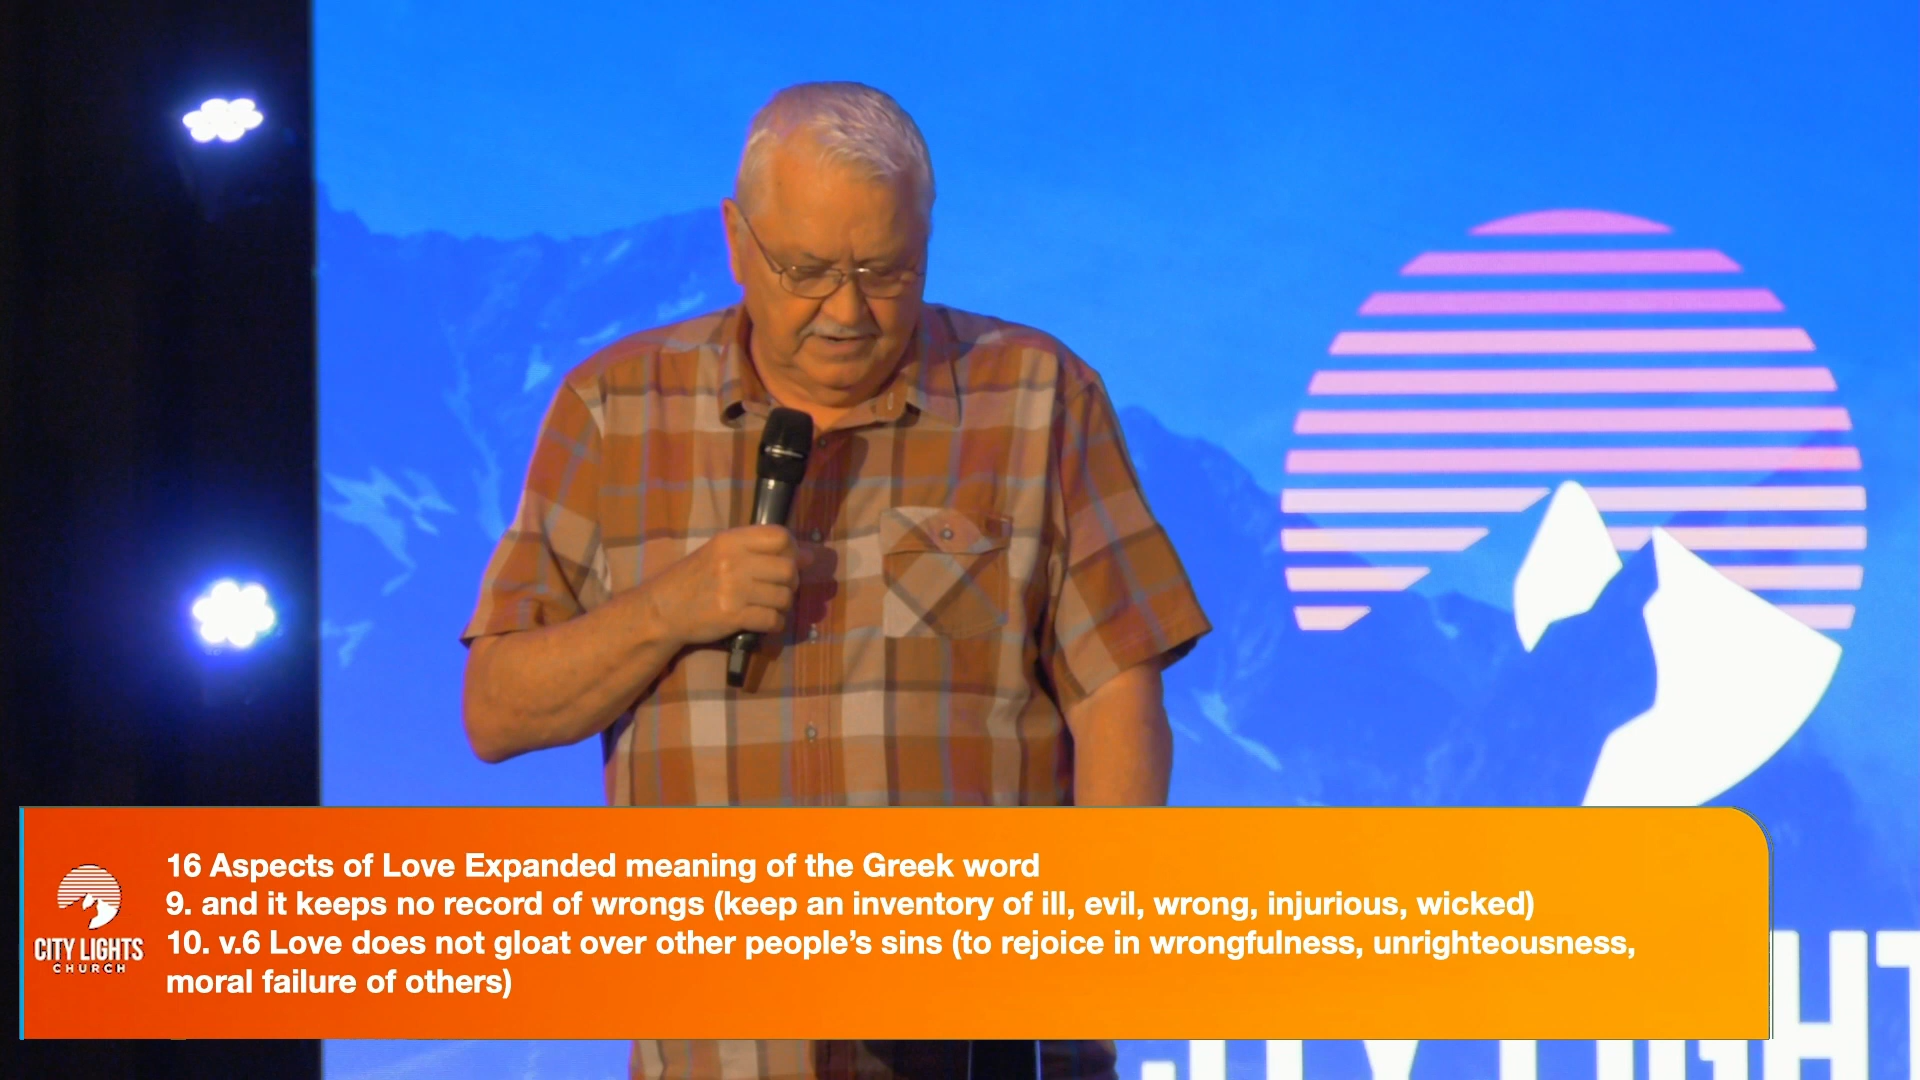 16 Aspects of Love Expanded meaning of the Greek word
9. and it keeps no record of wrongs (keep an inventory of ill, evil, wrong, injurious, wicked)
10. v.6 Love does not gloat over other people’s sins (to rejoice in wrongfulness, unrighteousness,
moral failure of others)
CITY LIGHTS
CHURCH